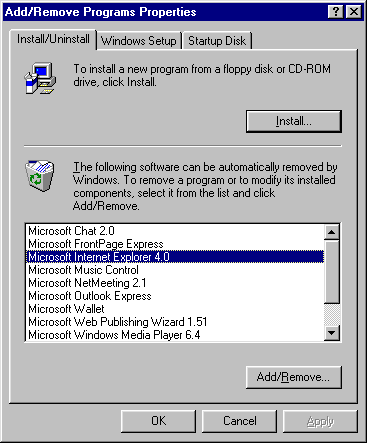 Add/Remove Programs Properties
Install/Uninstall Windows Setup Startup Disk
To install a new program from a floppy disk or CD-ROM
drive, click Install.
Install...
The following software can be automatically removed by
Windows. To remove a program or to modify its installed
components, select it from the list and click
Add/Remove.
Microsoft Chat 2.0
Microsoft FrontPage Express
Microsoft Internet Explorer 4.0
Microsoft Music Control
Microsoft NetMeeting 2.1
Microsoft Outlook Express
Microsoft Wallet
Microsoft Web Publishing Wizard 1.51
Microsoft Windows Media Player 6.4
Add/Remove...
OK Cancel Apply